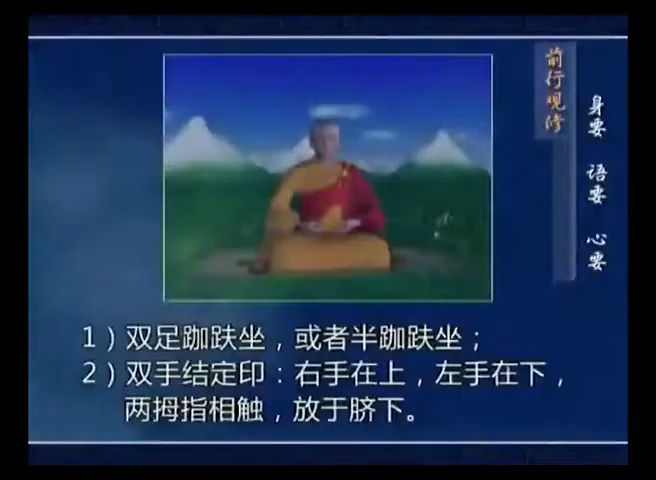 前行观修
身要
语要
心要
1）双足跏趺坐，或者半跏趺坐；
2）双手结定印：右手在上，左手在下，
两拇指相触，放于脐下。